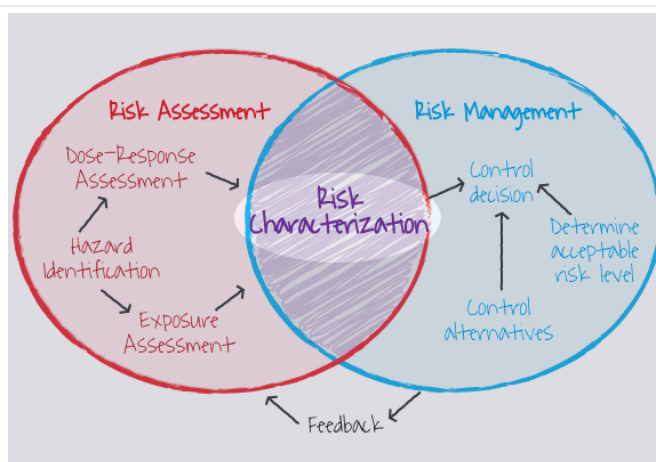 Risk Assessment
Dose-Response
Assessment
Hazard
Identification
Exposure
Assessment
Risk
Characterization
Risk Management
Control
decision
Determine
acceptable
risk level
Control
alternatives
Feedback